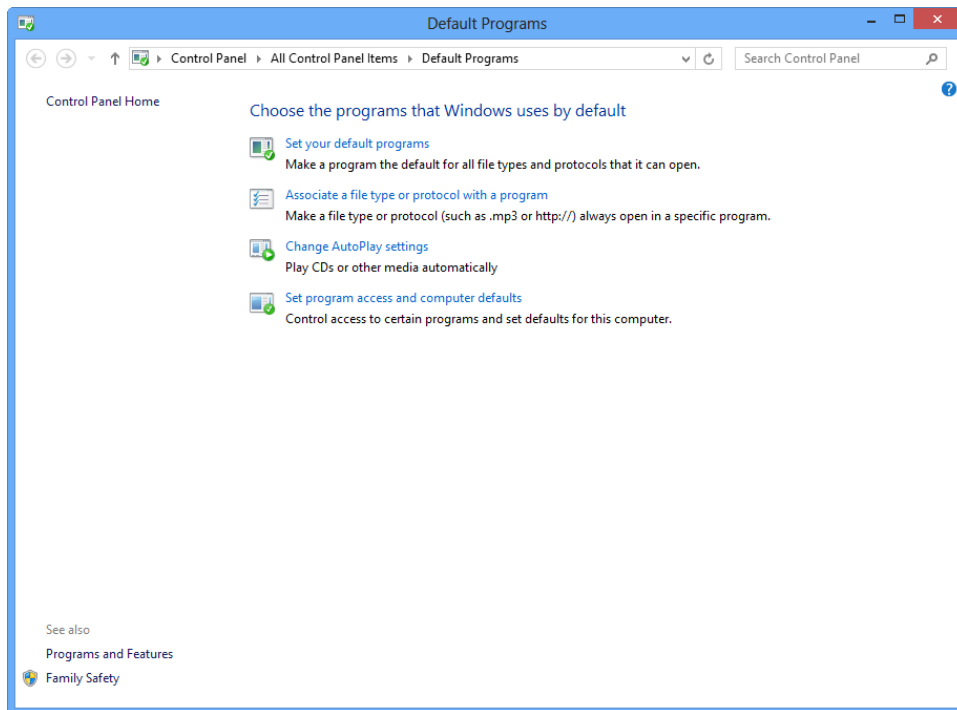 Default Programs
Control Panel All Control Panel Items Default Programs
Search Control Panel
Control Panel Home
Choose the programs that Windows uses by default
Set your default programs
Make a program the default for all file types and protocols that it can open.
Associate a file type or protocol with a program
Make a file type or protocol (such as .mp3 or http://) always open in a specific program.
Change AutoPlay settings
Play CDs or other media automatically
Set program access and computer defaults
Control access to certain programs and set defaults for this computer.
See also
Programs and Features
Family Safety